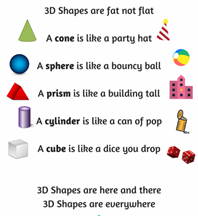 3D Shapes are fat not flat
A cone is like a party hat
A sphere is like a bouncy ball
A prism is like a building tall
A cylinder is like a can of pop
A cube is like a dice you drop
3D Shapes are here and there
3D Shapes are everywhere